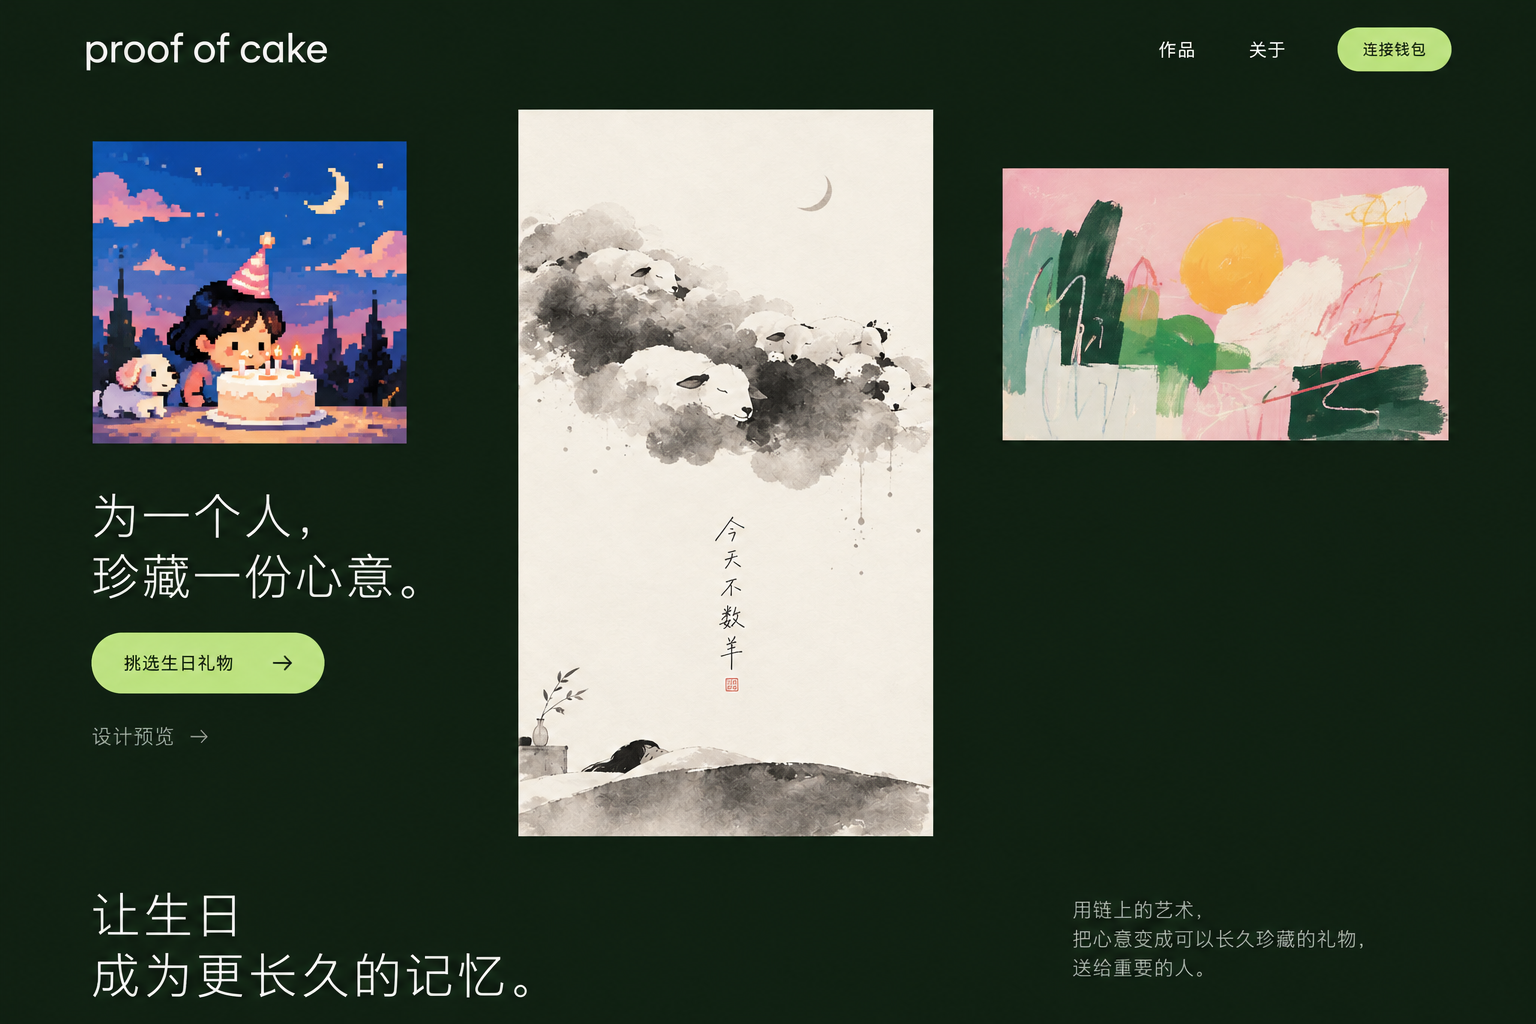 proof of cake
作品
关于
连接钱包
为一个人，
珍藏一份心意。
挑选生日礼物 →
设计预览 →
今天不数羊
让生日
成为更长久的记忆。
用链上的艺术，
把心意变成可以长久珍藏的礼物，
送给重要的人。